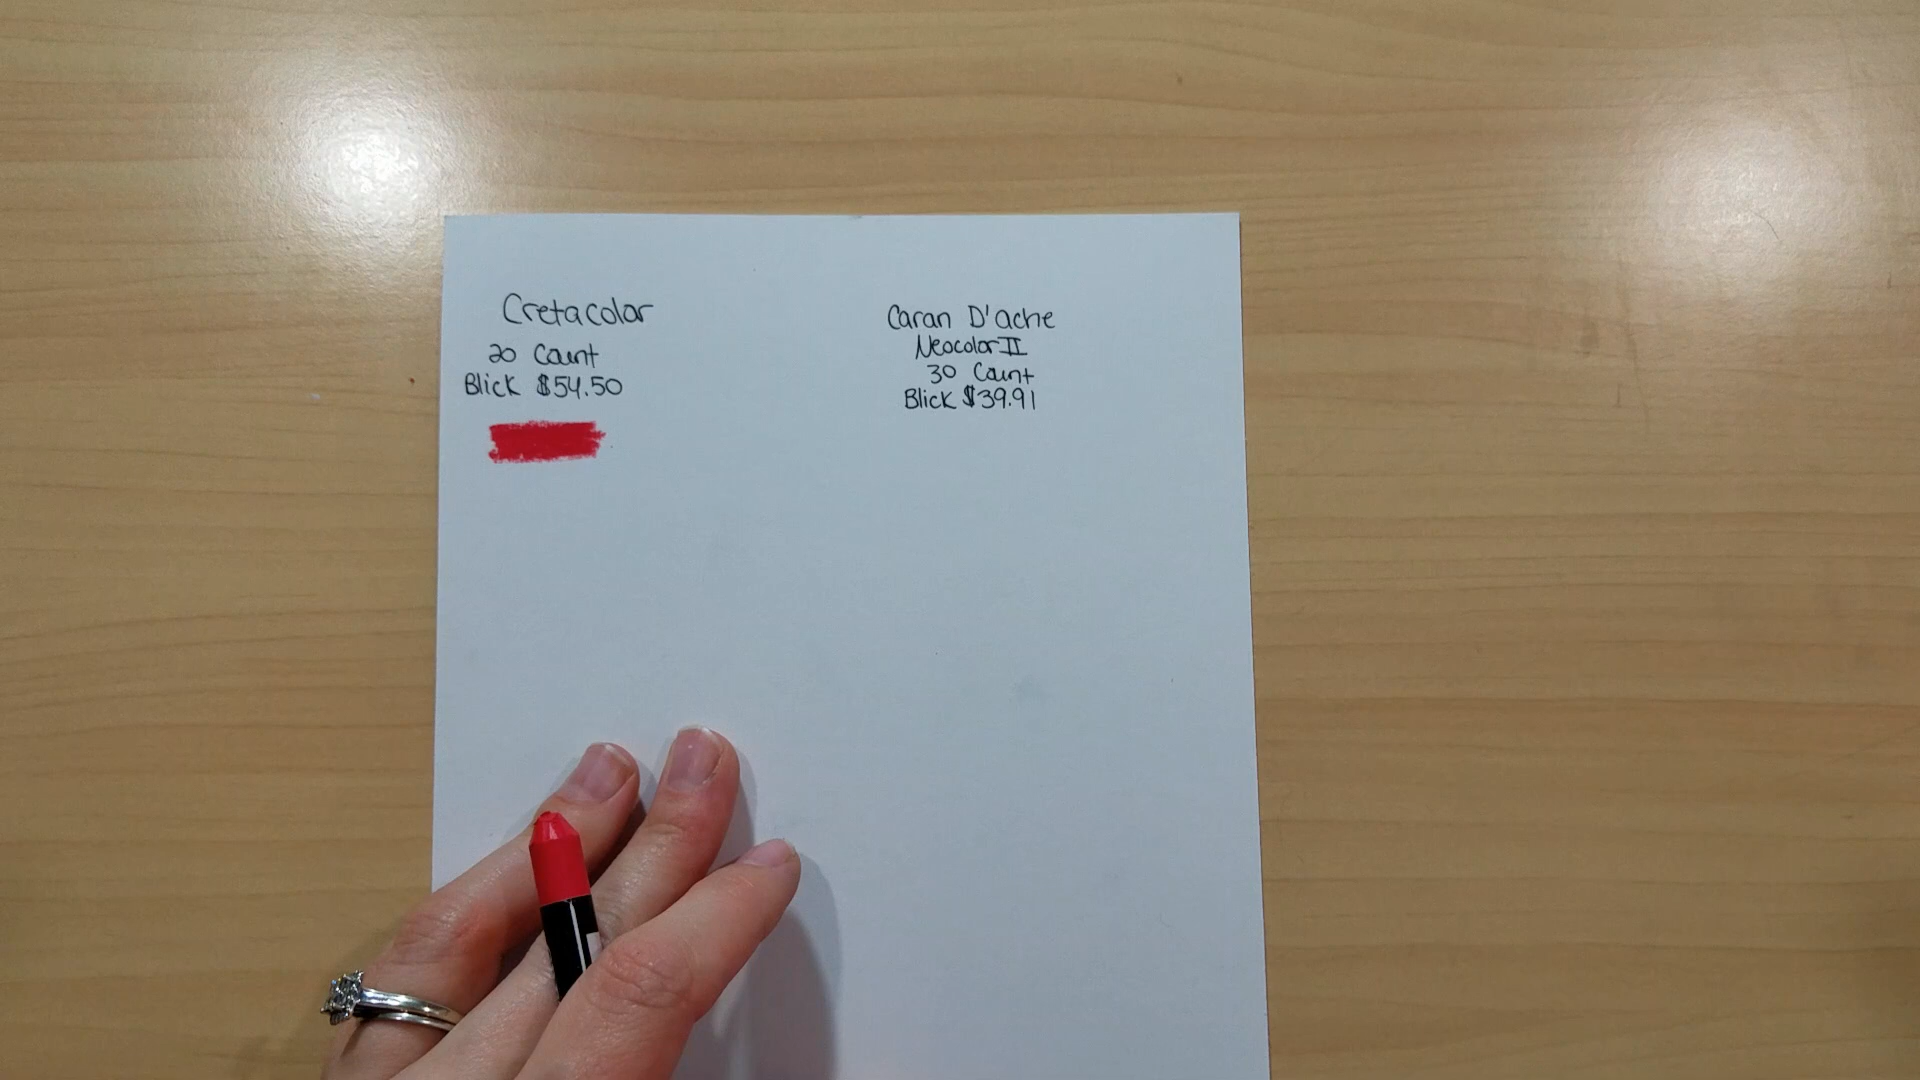 Cretacolor
20 Count
Blick $54.50
Caran D'ache
Neocolor II
30 Count
Blick $39.91